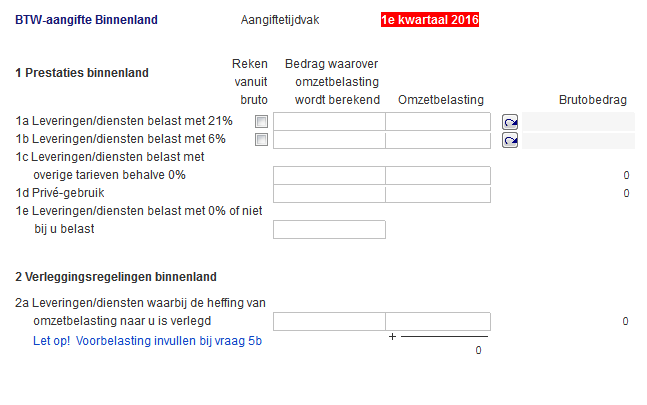 BTW-aangifte Binnenland Aangiftetijdvak 1e kwartaal 2016
Reken Bedrag waarover
1 Prestaties binnenland vanuit omzetbelasting
bruto wordt berekend Omzetbelasting Brutobedrag
1a Leveringen/diensten belast met 21%
1b Leveringen/diensten belast met 6%
1c Leveringen/diensten belast met
overige tarieven behalve 0% 0
1d Privé-gebruik 0
1e Leveringen/diensten belast met 0% of niet
bij u belast
2 Verleggingsregelingen binnenland
2a Leveringen/diensten waarbij de heffing van
omzetbelasting naar u is verlegd 0
Let op! Voorbelasting invullen bij vraag 5b +
0